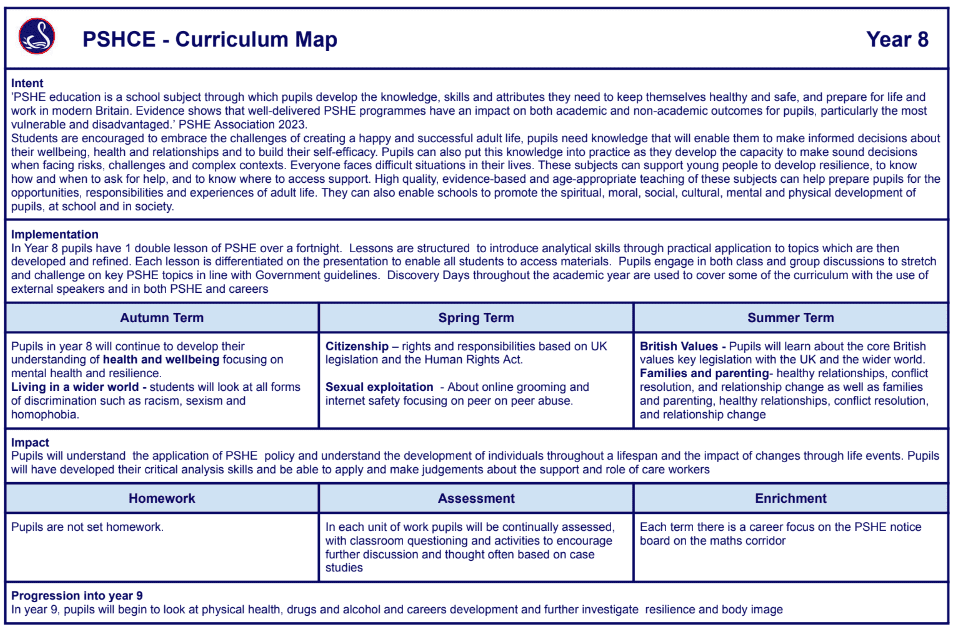 PSHCE - Curriculum Map
Year 8
Intent
'PSHE education is a school subject through which pupils develop the knowledge, skills and attributes they need to keep themselves healthy and safe, and prepare for life and
work in modern Britain. Evidence shows that well-delivered PSHE programmes have an impact on both academic and non-academic outcomes for pupils, particularly the most
vulnerable and disadvantaged.' PSHE Association 2023.
Students are encouraged to embrace the challenges of creating a happy and successful adult life, pupils need knowledge that will enable them to make informed decisions about
their wellbeing, health and relationships and to build their self-efficacy. Pupils can also put this knowledge into practice as they develop the capacity to make sound decisions
when facing risks, challenges and complex contexts. Everyone faces difficult situations in their lives. These subjects can support young people to develop resilience, to know
how and when to ask for help, and to know where to access support. High quality, evidence-based and age-appropriate teaching of these subjects can help prepare pupils for the
opportunities, responsibilities and experiences of adult life. They can also enable schools to promote the spiritual, moral, social, cultural, mental and physical development of
pupils, at school and in society.
Implementation
In Year 8 pupils have 1 double lesson of PSHE over a fortnight. Lessons are structured to introduce analytical skills through practical application to topics which are then
developed and refined. Each lesson is differentiated on the presentation to enable all students to access materials. Pupils engage in both class and group discussions to stretch
and challenge on key PSHE topics in line with Government guidelines. Discovery Days throughout the academic year are used to cover some of the curriculum with the use of
external speakers and in both PSHE and careers
Autumn Term
Pupils in year 8 will continue to develop their
understanding of health and wellbeing focusing on
mental health and resilience.
Living in a wider world - students will look at all forms
of discrimination such as racism, sexism and
homophobia.
Spring Term
Citizenship – rights and responsibilities based on UK
legislation and the Human Rights Act.
Sexual exploitation - About online grooming and
internet safety focusing on peer on peer abuse.
Summer Term
British Values - Pupils will learn about the core British
values key legislation with the UK and the wider world.
Families and parenting- healthy relationships, conflict
resolution, and relationship change as well as families
and parenting, healthy relationships, conflict resolution,
and relationship change
Impact
Pupils will understand the application of PSHE policy and understand the development of individuals throughout a lifespan and the impact of changes through life events. Pupils
will have developed their critical analysis skills and be able to apply and make judgements about the support and role of care workers
Homework
Pupils are not set homework.
Assessment
In each unit of work pupils will be continually assessed,
with classroom questioning and activities to encourage
further discussion and thought often based on case
studies
Enrichment
Each term there is a career focus on the PSHE notice
board on the maths corridor
Progression into year 9
In year 9, pupils will begin to look at physical health, drugs and alcohol and careers development and further investigate resilience and body image